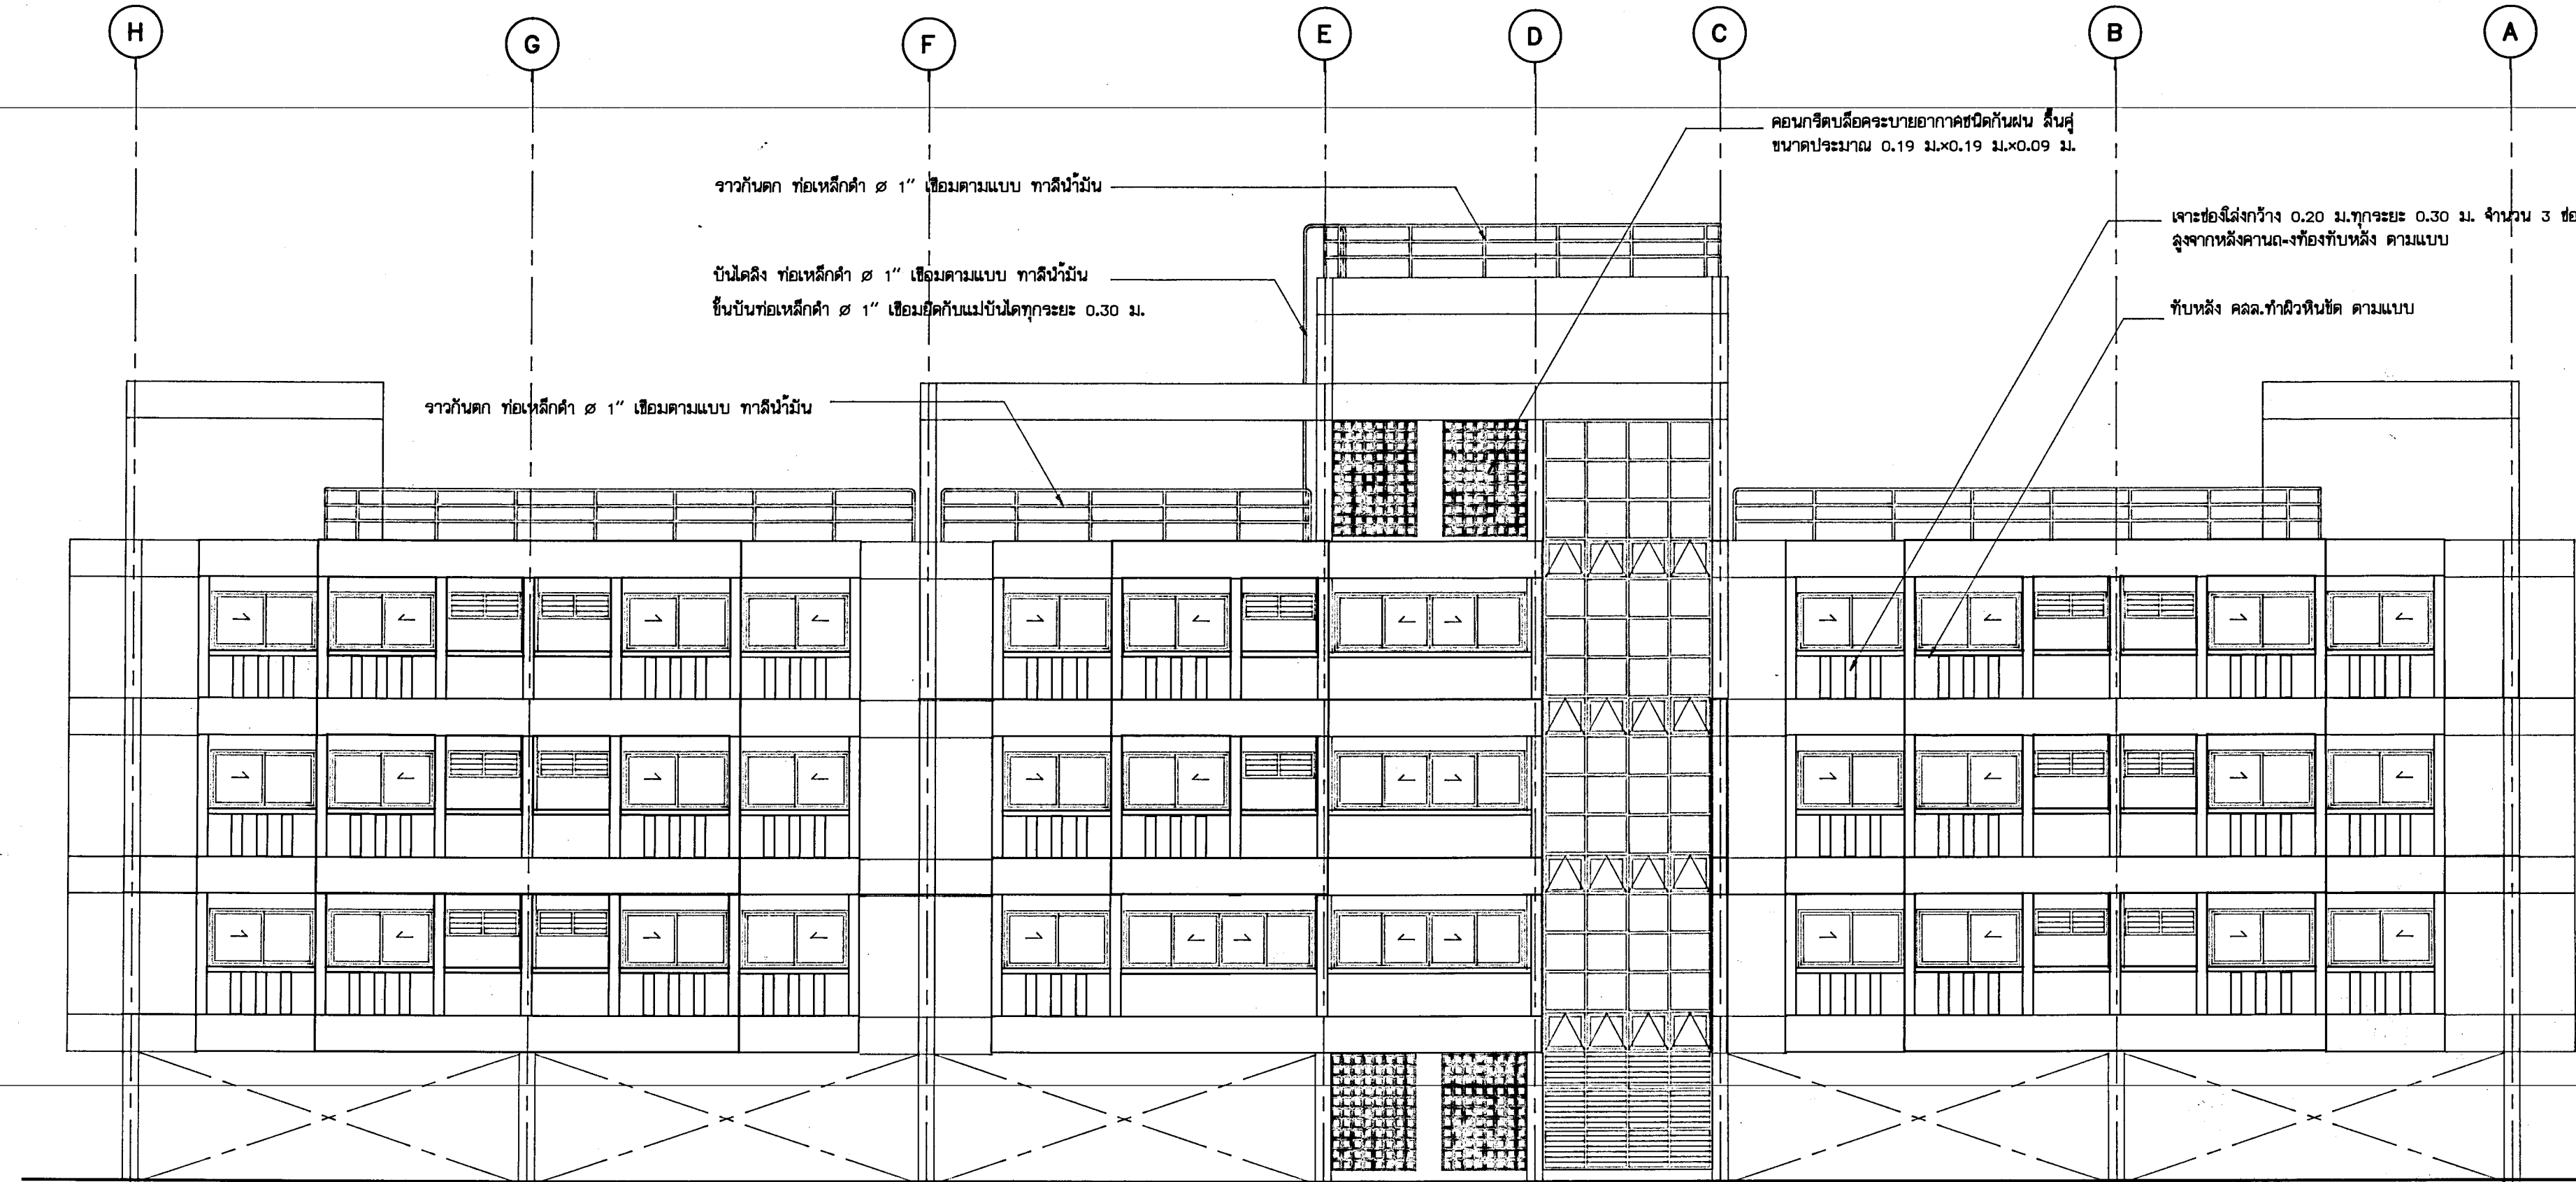 H G F E D C B A
คอนกรีตบล็อคระบายอากาศชนิดกันฝน ลิ้นคู่
ขนาดประมาณ 0.19 ม.×0.19 ม.×0.09 ม.
ราวกันตก ท่อเหล็กดำ ø 1" เชื่อมตามแบบ ทาสีน้ำมัน
เจาะช่องโล่งกว้าง 0.20 ม.ทุกระยะ 0.30 ม. จำนวน 3
สูงจากหลังคานถ-งท้องทับหลัง ตามแบบ
บันไดลิง ท่อเหล็กดำ ø 1" เชื่อมตามแบบ ทาสีน้ำมัน
ขั้นบันท่อเหล็กดำ ø 1" เชื่อมยึดกับแม่บันไดทุกระยะ 0.30 ม.
ทับหลัง คสล.ทำผิวหินขัด ตามแบบ
ราวกันตก ท่อเหล็กดำ ø 1" เชื่อมตามแบบ ทาสีน้ำมัน